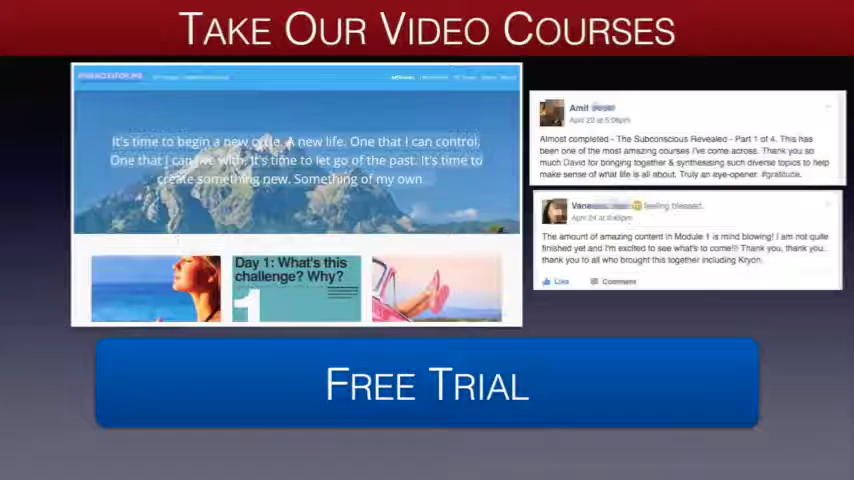 TAKE OUR VIDEO COURSES
It's time to begin a new cycle. A new life. One that I can control.
One that I can live with. It's time to let go of the past. It's time to
create something new. Something of my own.
Day 1: What's this
challenge? Why?
1
Amit
April 20 at 5:06pm
Almost completed - The Subconscious Revealed - Part 1 of 4. This has
been one of the most amazing courses I've come across. Thank you so
much David for bringing together & synthesising such diverse topics to help
make sense of what life is all about. Truly an eye-opener. #gratitude.
feeling blessed.
April 24 at
The amount of amazing content in Module 1 is mind blowing! I am not quite
finished yet and I'm excited to see what's to come!!! Thank you, thank you,
thank you to all who brought this together including Kryon.
Like Comment
FREE TRIAL